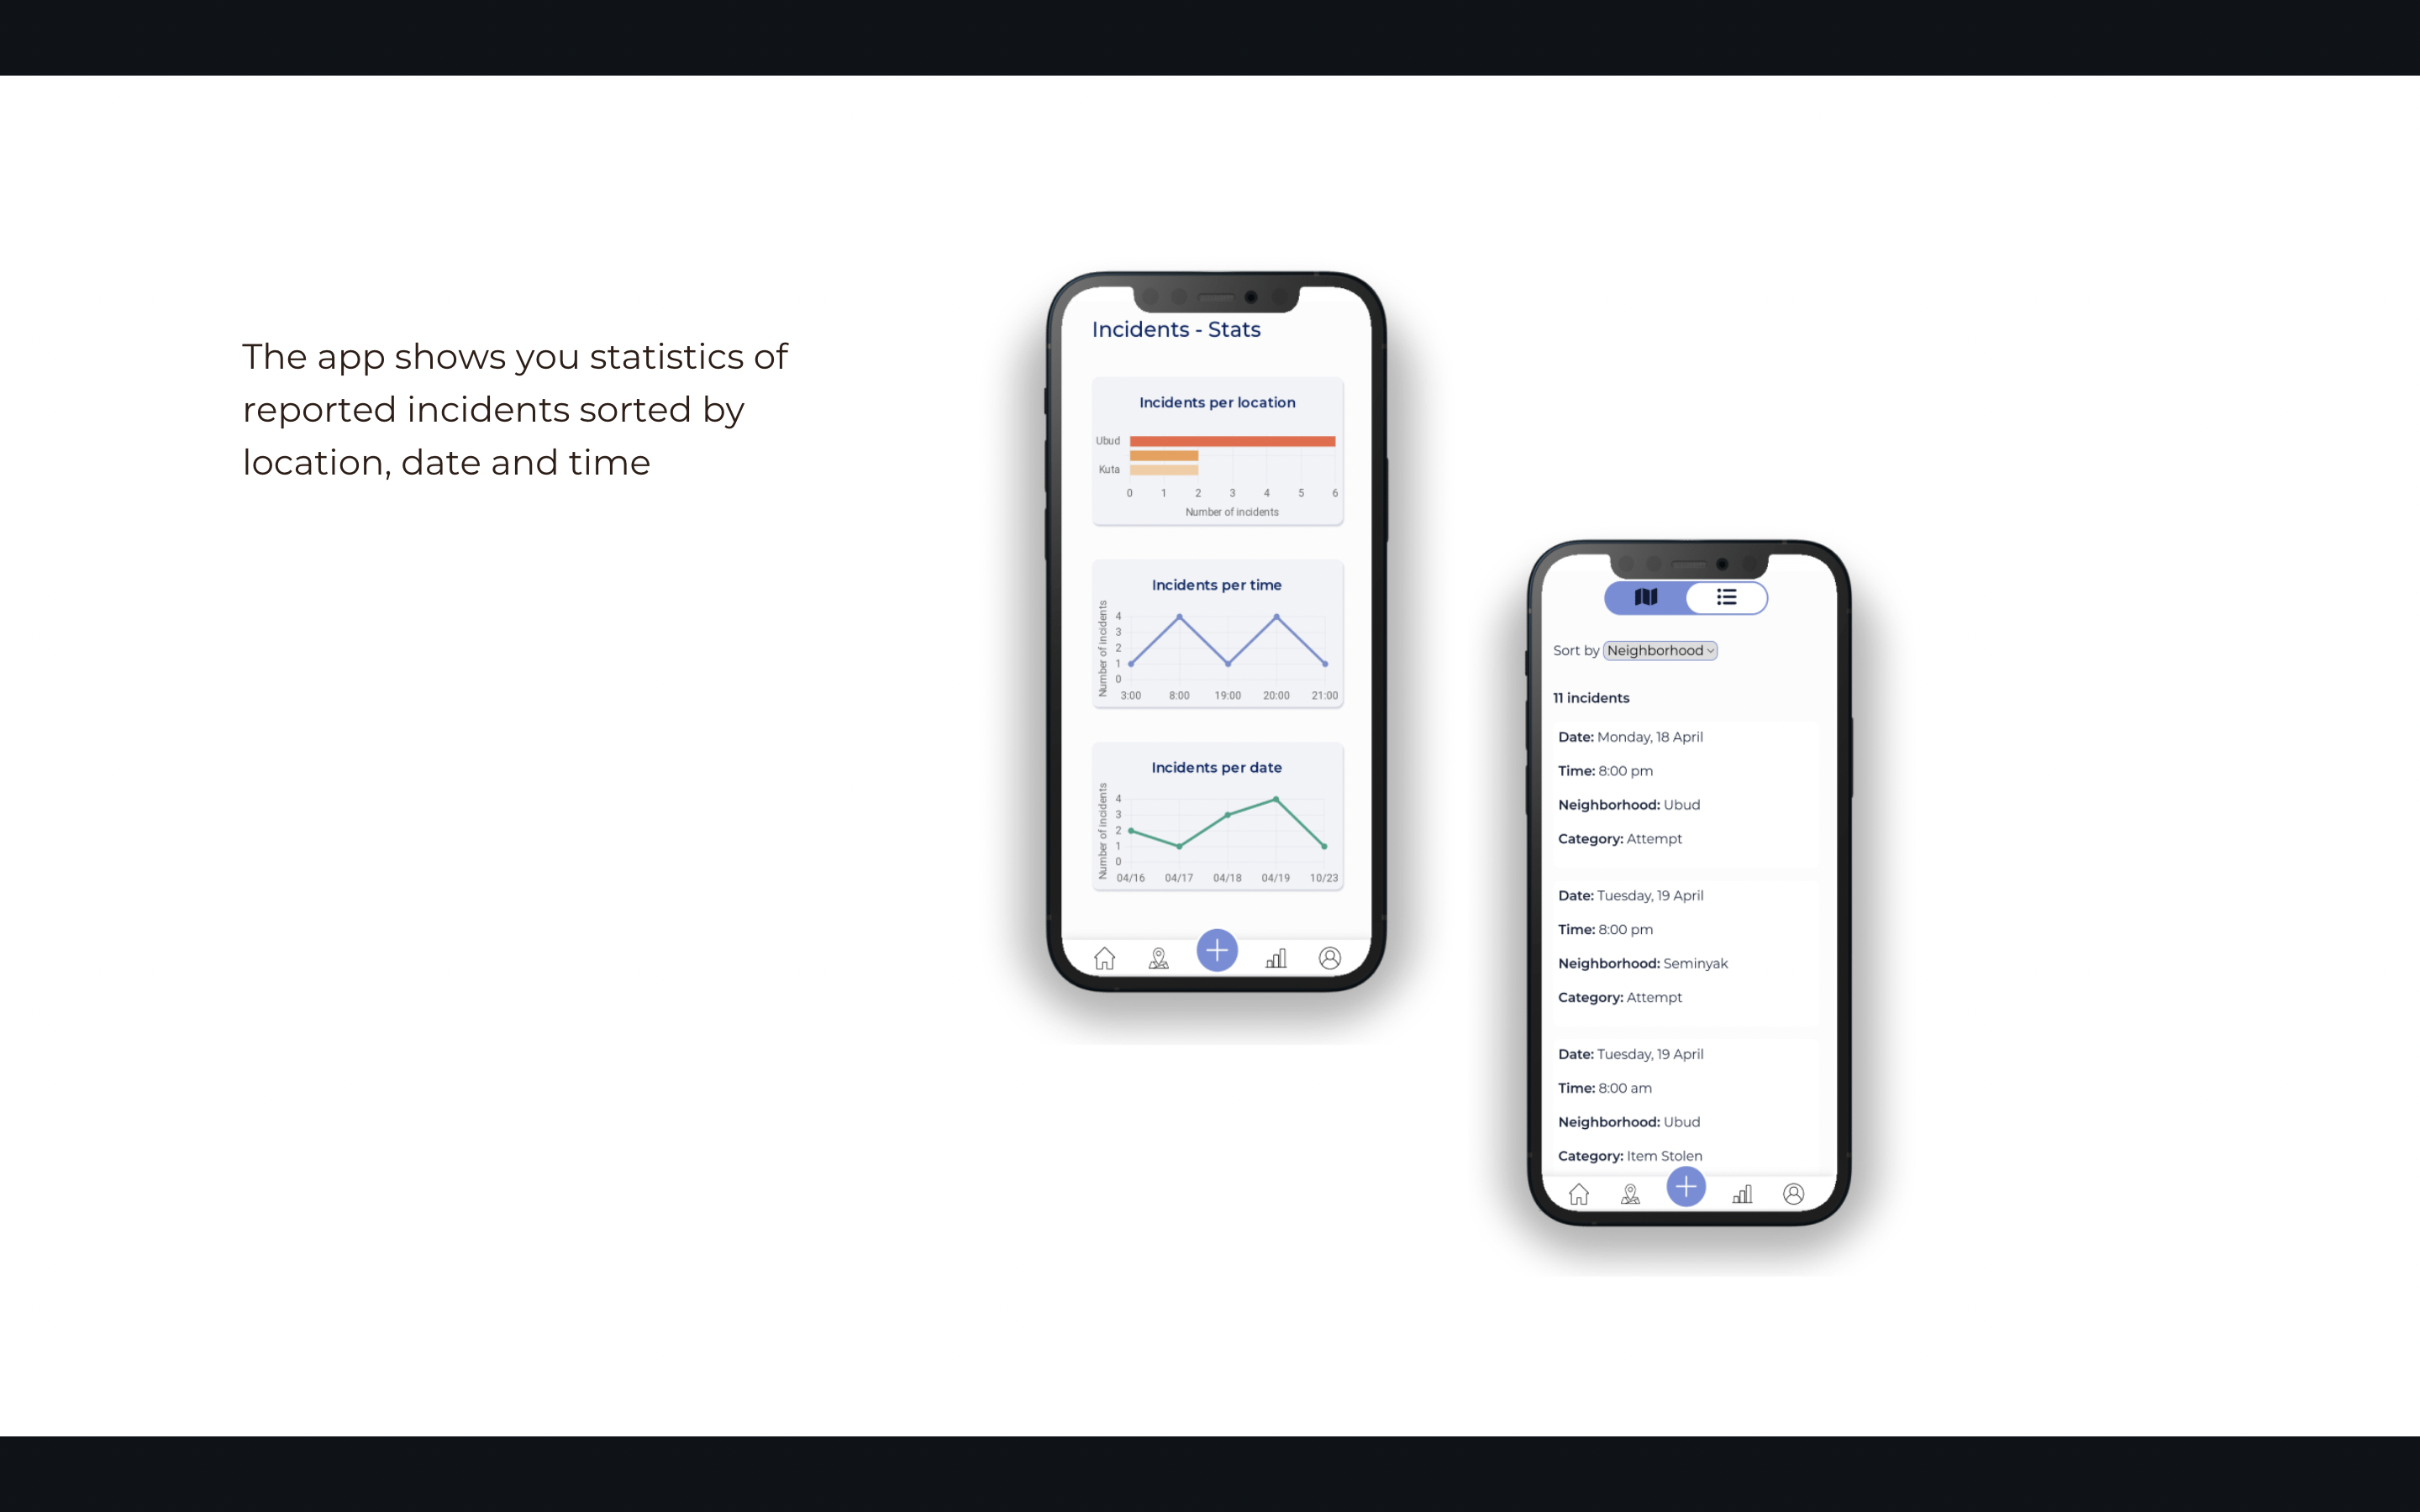 The app shows you statistics of
reported incidents sorted by
location, date and time
Incidents - Stats
Incidents per location
Ubud
Kuta
0 1 2 3 4 5 6
Number of incidents
Incidents per time
Number of incidents
4
3
2
1
0
3:00 8:00 19:00 20:00 21:00
Incidents per date
Number of incidents
4
3
2
1
0
04/16 04/17 04/18 04/19 10/23
Sort by Neighborhood
11 incidents
Date: Monday, 18 April
Time: 8:00 pm
Neighborhood: Ubud
Category: Attempt
Date: Tuesday, 19 April
Time: 8:00 pm
Neighborhood: Seminyak
Category: Attempt
Date: Tuesday, 19 April
Time: 8:00 am
Neighborhood: Ubud
Category: Item Stolen